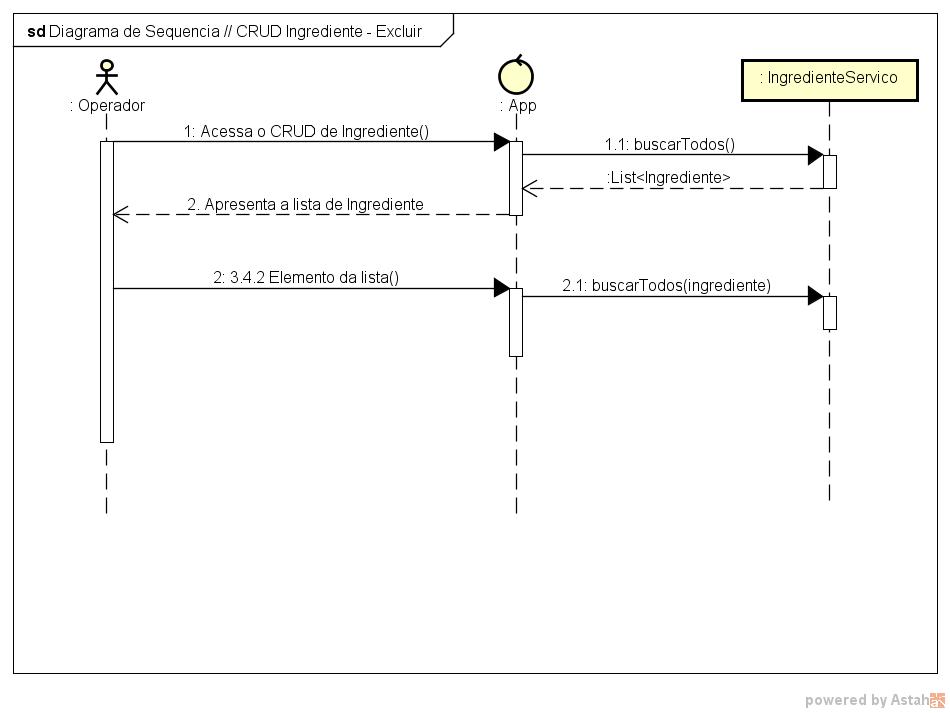 sd Diagrama de Sequencia // CRUD Ingrediente - Excluir
: Operador
: App
: IngredienteServico
1: Acessa o CRUD de Ingrediente()
1.1: buscarTodos()
:List<Ingrediente>
2. Apresenta a lista de Ingrediente
2: 3.4.2 Elemento da lista()
2.1: buscarTodos(ingrediente)
powered by Astah